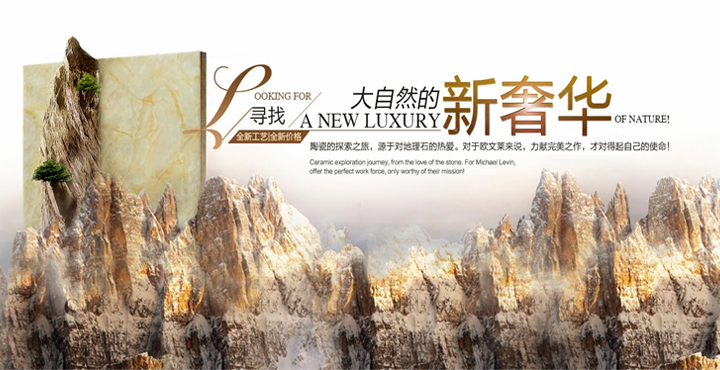 LOOKING FOR
寻找
大自然的
新奢华
A NEW LUXURY
OF NATURE!
全新工艺|全新价格
陶瓷的探索之旅，源于对地理石的热爱。对于欧文莱来说，力献完美之作，才对得起自己的使命！
Ceramic exploration journey, from the love of the stone. For Michael Levin,
offer the perfect work force, only worthy of their mission!